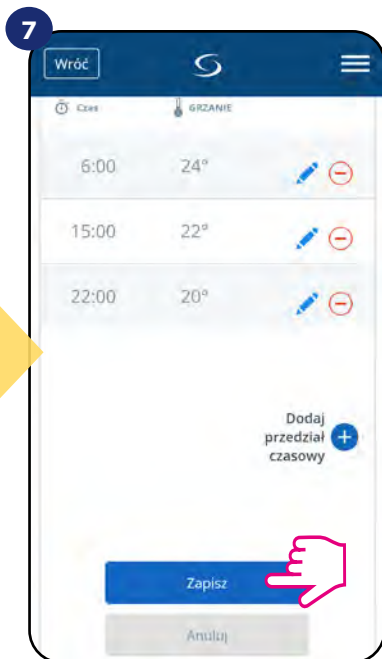 7
Wróć
Czas GRZANIE
6:00 24°
15:00 22°
22:00 20°
Dodaj
przedział
czasowy
Zapisz
Anuluj